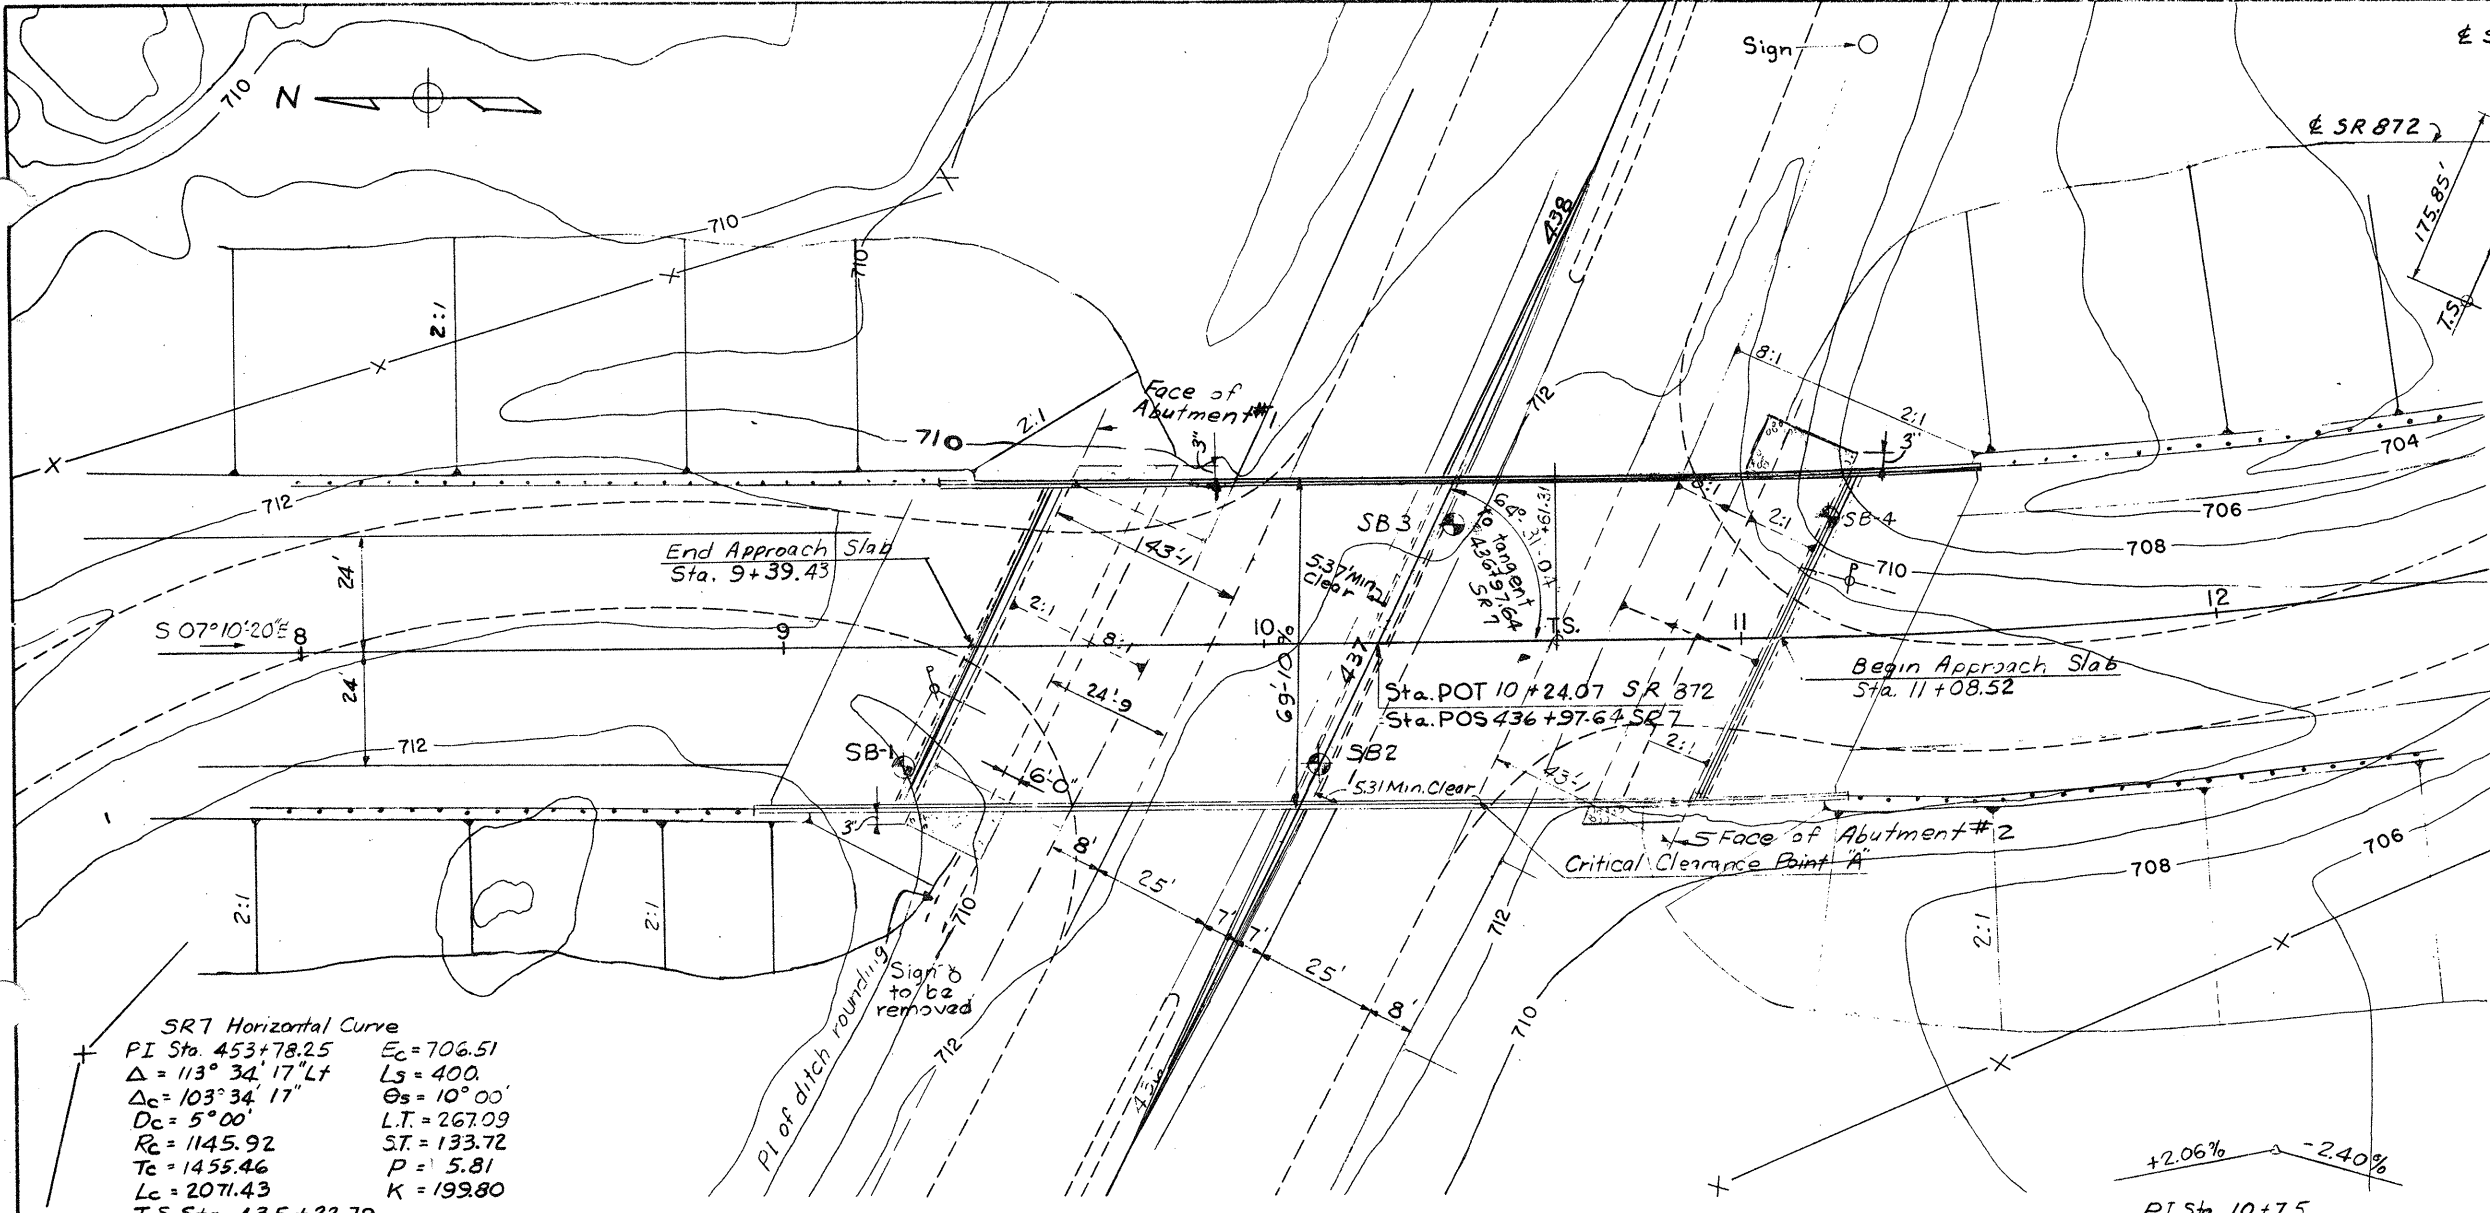 710
N
Sign
℄ S
℄ SR 872
175.85'
T.S.
710
710
2:1
438
8:1
2:1
3"
704
Face of
Abutment #1
2:1
710
3"
712
712
SB 3
64°-31'-04"
to tangent
436+97.64
SR 7
+61.31
SB-4
2:1
706
708
710
End Approach Slab
Sta. 9+39.43
43'-1
5.37' Min.
Clear
24'
24'
S 07°10'20"E
8
9
10
T.S.
11
12
2:1
8:1
24'-9
69'-10⅝
437
Begin Approach Slab
Sta. 11+08.52
Sta. POT 10+24.07 SR 872
Sta. POS 436+97.64 SR 7
712
SB-1
SB2
6'-0"
5.31 Min. Clear
43'-1
2:1
3"
Face of Abutment #2
Critical Clearance Point "A"
706
708
8'
25'
7'
7'
25'
8'
2:1
2:1
2:1
710
712
710
712
Sign
to be
removed
PI of ditch rounding
SR7 Horizontal Curve
PI Sta. 453+78.25 Ec = 706.51
Δ = 113° 34' 17" Lt Ls = 400.
Δc = 103° 34' 17" θs = 10° 00'
Dc = 5° 00' L.T. = 267.09
Rc = 1145.92 S.T. = 133.72
Tc = 1455.46 P = 5.81
Lc = 2071.43 K = 199.80
+2.06% -2.40%
PI Sta. 10+75